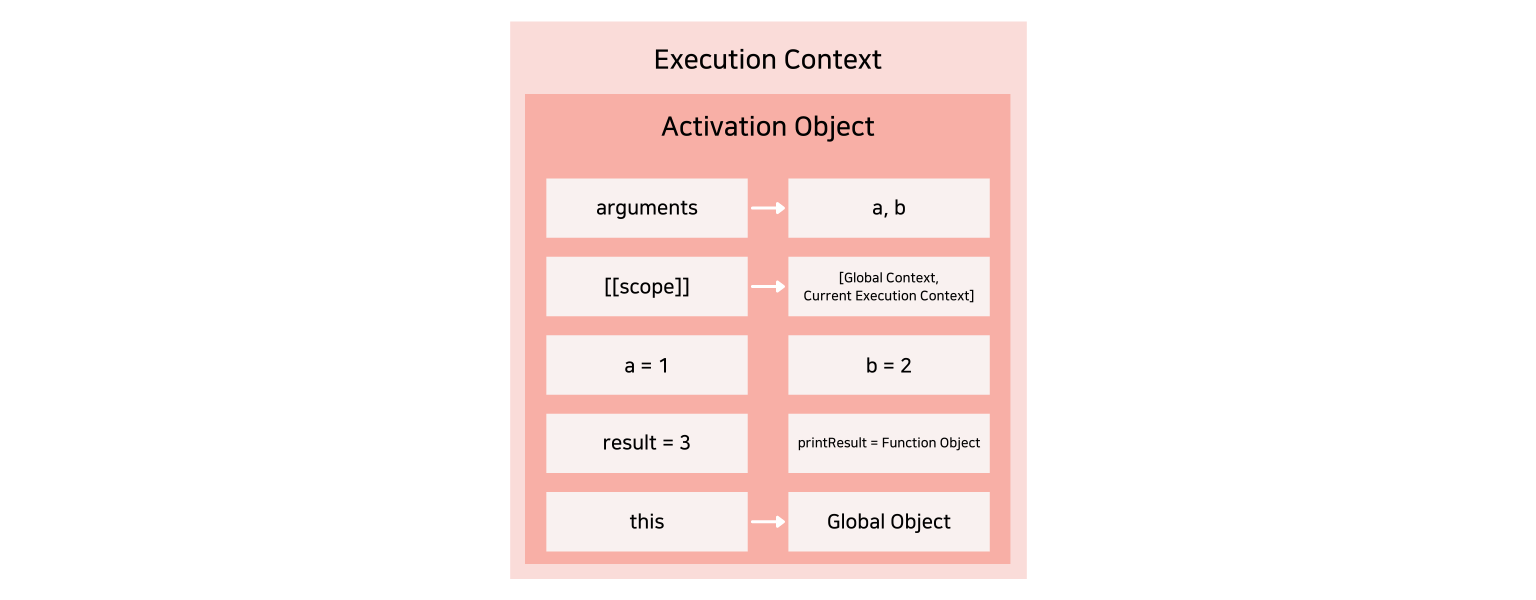 Execution Context
Activation Object
arguments
a, b
[[scope]]
[Global Context,
Current Execution Context]
a = 1
b = 2
result = 3
printResult = Function Object
this
Global Object